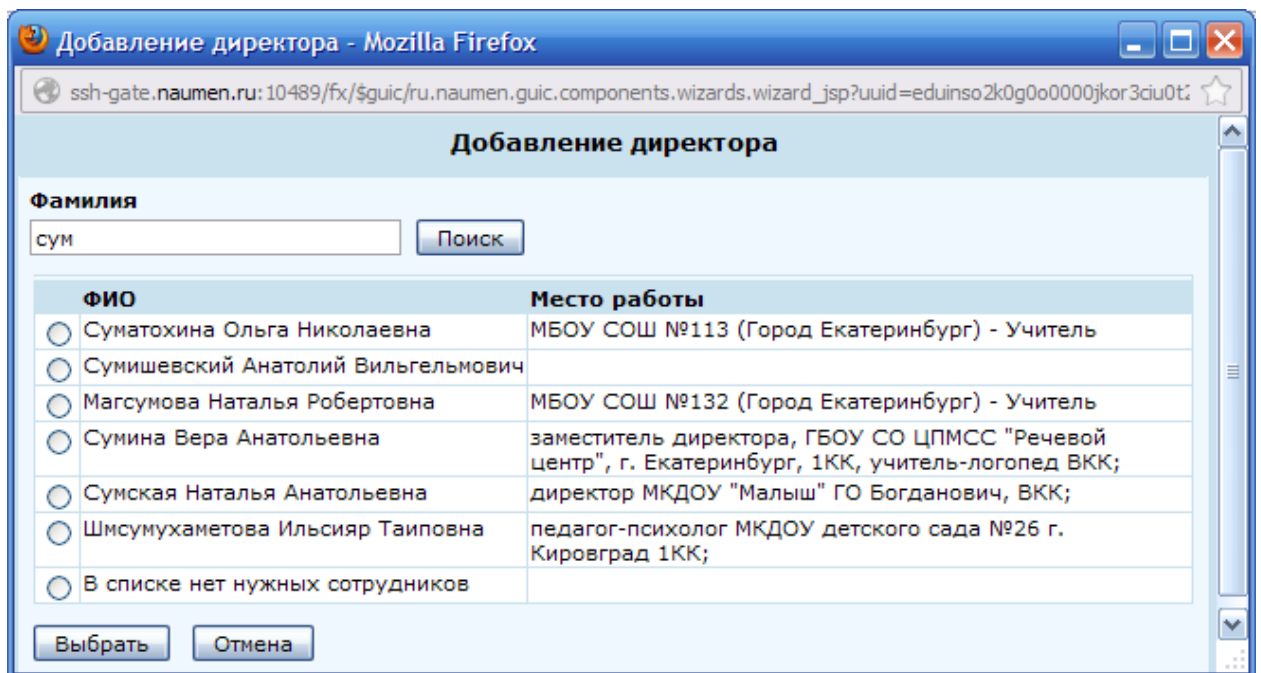 Добавление директора - Mozilla Firefox
ssh-gate.naumen.ru:10489/fx/$guic/ru.naumen.guic.components.wizards.wizard_jsp?uuid=eduinso2k0g0o0000jkor3ciu0t2
Добавление директора
Фамилия
сум Поиск
ФИО Место работы
Суматохина Ольга Николаевна МБОУ СОШ №113 (Город Екатеринбург) - Учитель
Сумишевский Анатолий Вильгельмович
Магсумова Наталья Робертовна МБОУ СОШ №132 (Город Екатеринбург) - Учитель
Сумина Вера Анатольевна заместитель директора, ГБОУ СО ЦПМСС "Речевой
центр", г. Екатеринбург, 1КК, учитель-логопед ВКК;
Сумская Наталья Анатольевна директор МКДОУ "Малыш" ГО Богданович, ВКК;
Шмсумухаметова Ильсияр Таиповна педагог-психолог МКДОУ детского сада №26 г.
Кировград 1КК;
В списке нет нужных сотрудников
Выбрать Отмена